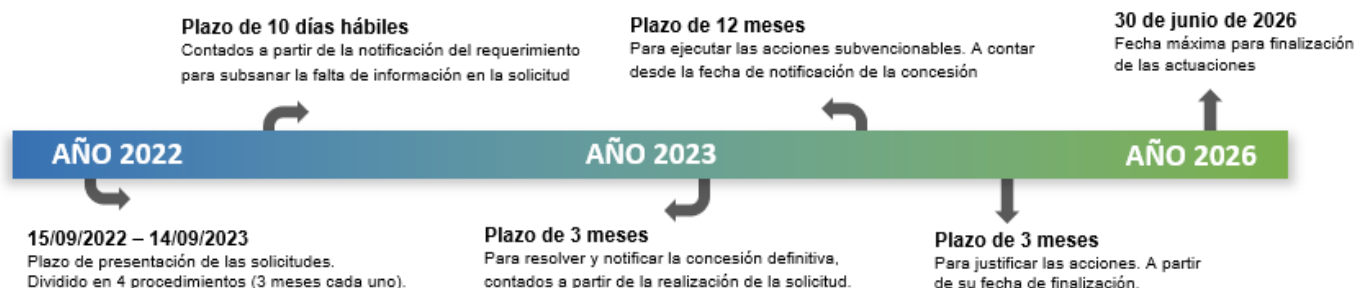 Plazo de 10 días hábiles
Contados a partir de la notificación del requerimiento
para subsanar la falta de información en la solicitud
Plazo de 12 meses
Para ejecutar las acciones subvencionables. A contar
desde la fecha de notificación de la concesión
30 de junio de 2026
Fecha máxima para finalización
de las actuaciones
AÑO 2022
AÑO 2023
AÑO 2026
15/09/2022 – 14/09/2023
Plazo de presentación de las solicitudes.
Dividido en 4 procedimientos (3 meses cada uno).
Plazo de 3 meses
Para resolver y notificar la concesión definitiva,
contados a partir de la realización de la solicitud.
Plazo de 3 meses
Para justificar las acciones. A partir
de su fecha de finalización.